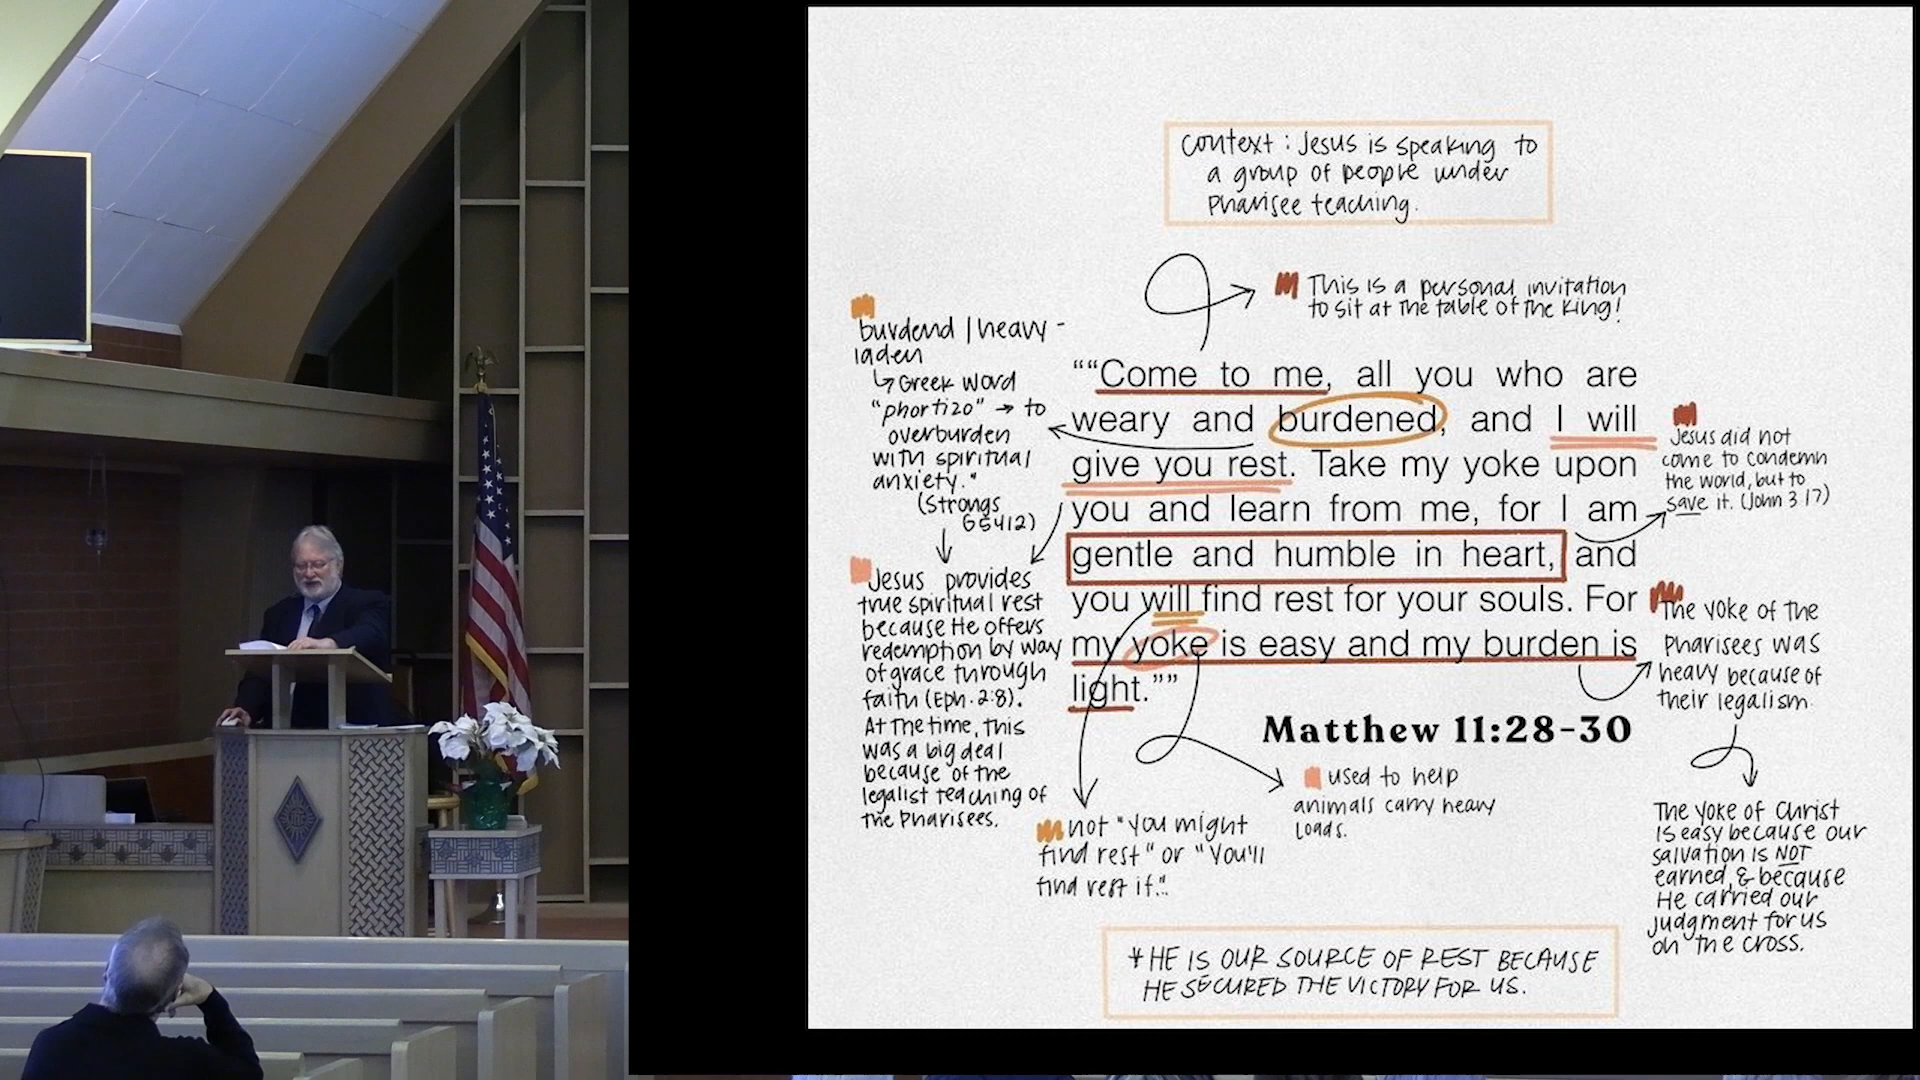 Context: Jesus is speaking to
a group of people under
Pharisee teaching.
This is a personal invitation
to sit at the table of the King!
burdend / heavy-
laden
↳ Greek word
"phortizo" → to
overburden
with spiritual
anxiety."
(Strongs
G5412)
Jesus provides
true spiritual rest
because He offers
redemption by way
of grace through
faith (Eph. 2:8).
At the time, this
was a big deal
because of the
legalist teaching of
the Pharisees.
““Come to me, all you who are
weary and burdened, and I will
give you rest. Take my yoke upon
you and learn from me, for I am
gentle and humble in heart, and
you will find rest for your souls. For
my yoke is easy and my burden is
light.””
Matthew 11:28-30
Jesus did not
come to condemn
the world, but to
save it. (John 3 17)
The yoke of the
Pharisees was
heavy because of
their legalism
used to help
animals carry heavy
loads.
not "you might
find rest" or "you'll
find rest if."
The yoke of Christ
is easy because our
salvation is NOT
earned, & because
He carried our
judgment for us
on the cross.
* HE IS OUR SOURCE OF REST BECAUSE
HE SECURED THE VICTORY FOR US.